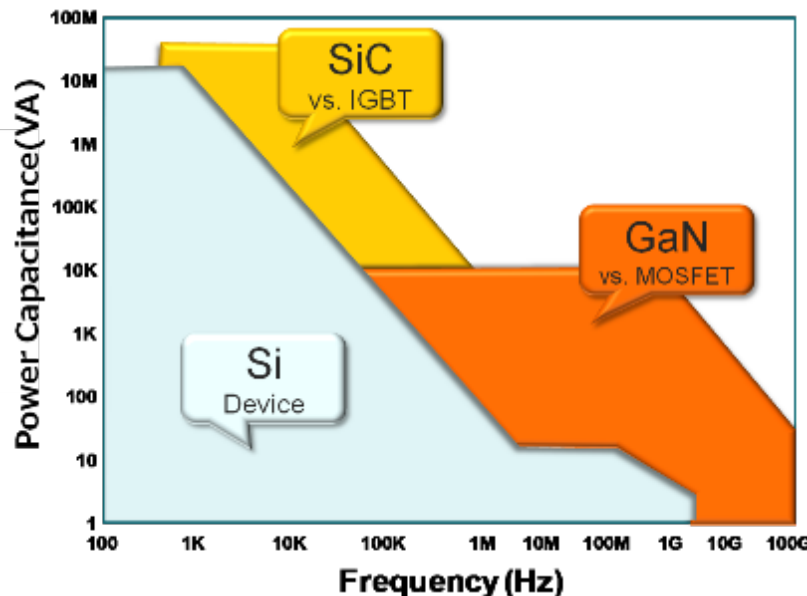 100M
10M
1M
100K
10K
1K
100
10
1
Power Capacitance(VA)
SiC
vs. IGBT
GaN
vs. MOSFET
Si
Device
100 1K 10K 100K 1M 10M 100M 1G 10G 100G
Frequency (Hz)